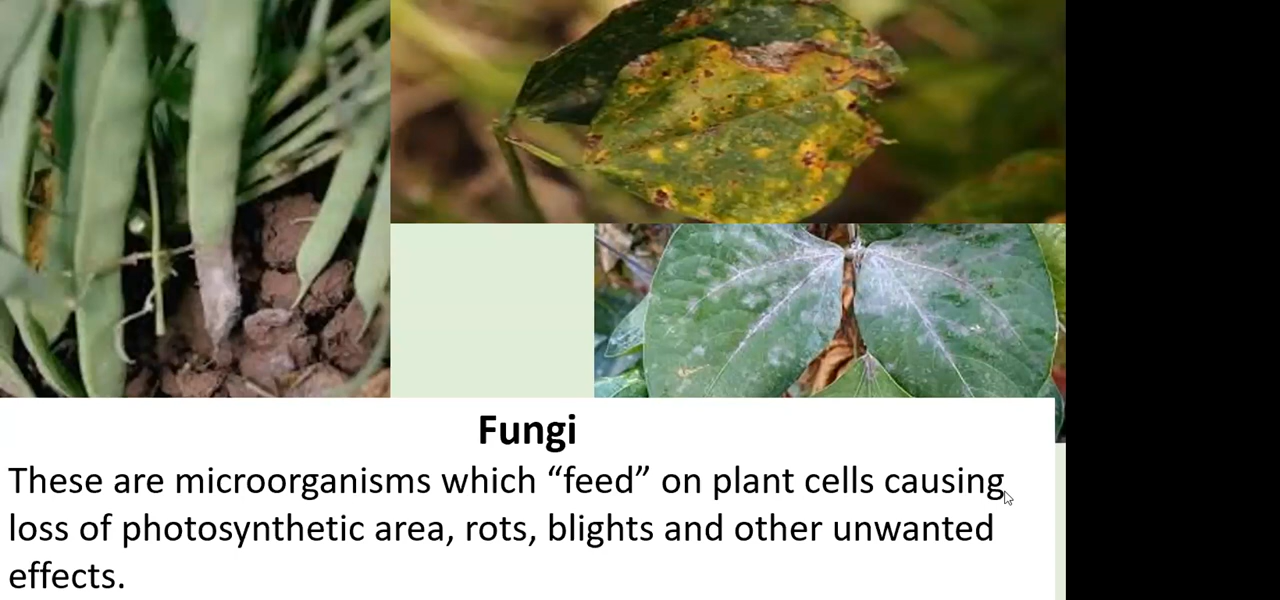 Fungi
These are microorganisms which “feed” on plant cells causing
loss of photosynthetic area, rots, blights and other unwanted
effects.